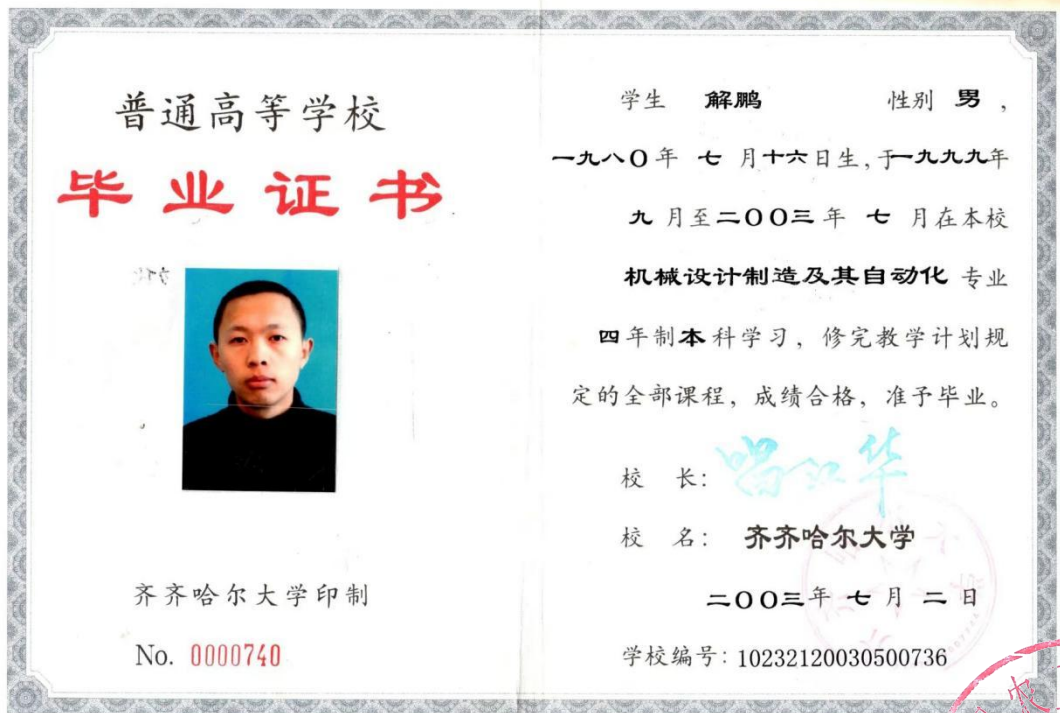 普通高等学校
毕业证书
齐齐哈尔大学印制
No. 0000740
学生 解鹏 性别 男,
一九八〇年 七 月十六日生,于一九九九年
九 月至二〇〇三 年 七 月在本校
机械设计制造及其自动化 专业
四年制本科学习, 修完教学计划规
定的全部课程, 成绩合格, 准予毕业。
校 长:
校 名: 齐齐哈尔大学
二〇〇三年 七 月 二 日
学校编号:10232120030500736